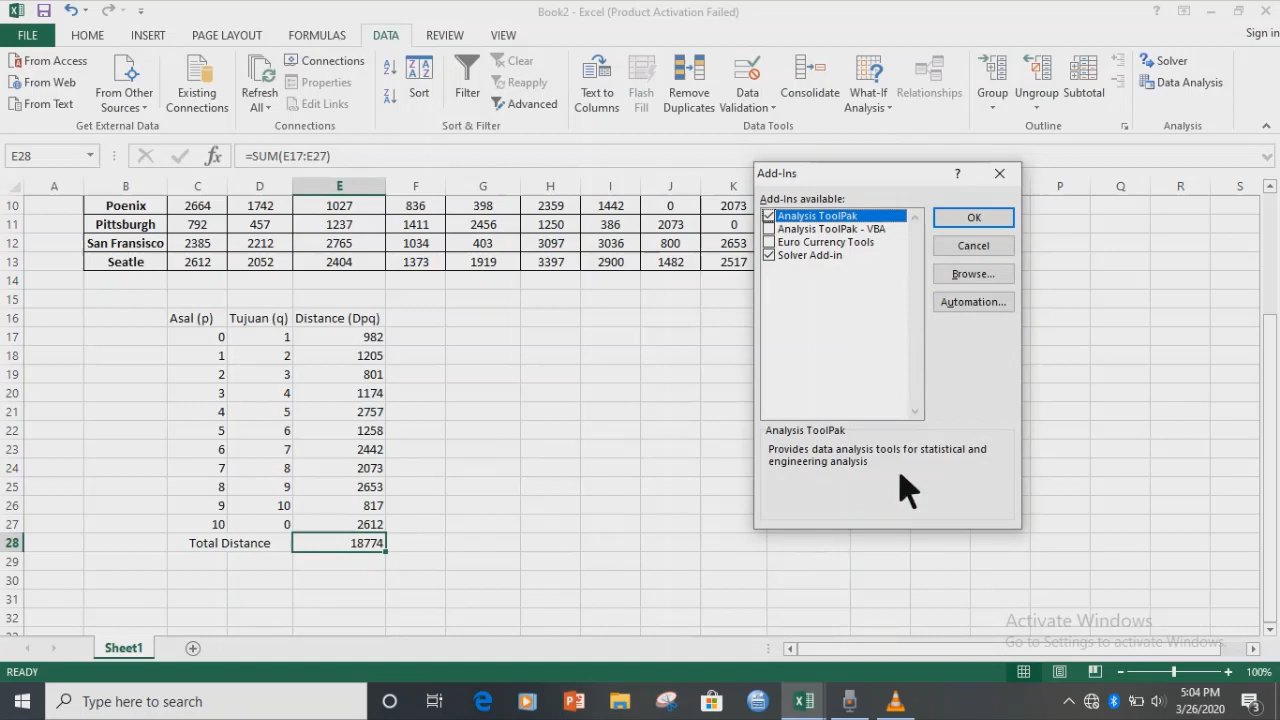 Book2 - Excel (Product Activation Failed)
FILE HOME INSERT PAGE LAYOUT FORMULAS DATA REVIEW VIEW Sign in
From Access
From Web
From Text
From Other Sources
Existing Connections
Get External Data
Refresh All
Connections
Properties
Edit Links
Connections
Sort
Filter
Clear
Reapply
Advanced
Sort & Filter
Text to Columns
Flash Fill
Remove Duplicates
Data Validation
Consolidate
What-If Analysis
Relationships
Data Tools
Group
Ungroup
Subtotal
Outline
Solver
Data Analysis
Analysis
E28 fx =SUM(E17:E27)
A B C D E F G H I J K P Q R S
10 Poenix 2664 1742 1027 836 398 2359 1442 0 2073
11 Pittsburgh 792 457 1237 1411 2456 1250 386 2073 0
12 San Fransisco 2385 2212 2765 1034 403 3097 3036 800 2653
13 Seatle 2612 2052 2404 1373 1919 3397 2900 1482 2517
14
15
16 Asal (p) Tujuan (q) Distance (Dpq)
17 0 1 982
18 1 2 1205
19 2 3 801
20 3 4 1174
21 4 5 2757
22 5 6 1258
23 6 7 2442
24 7 8 2073
25 8 9 2653
26 9 10 817
27 10 0 2612
28 Total Distance 18774
29
30
31
32
Add-Ins
? ×
Add-Ins available:
Analysis ToolPak
Analysis ToolPak - VBA
Euro Currency Tools
Solver Add-in
OK
Cancel
Browse...
Automation...
Analysis ToolPak
Provides data analysis tools for statistical and
engineering analysis
Activate Windows
Go to Settings to activate Windows.
Sheet1
READY 100%
Type here to search
5:04 PM
3/26/2020
3